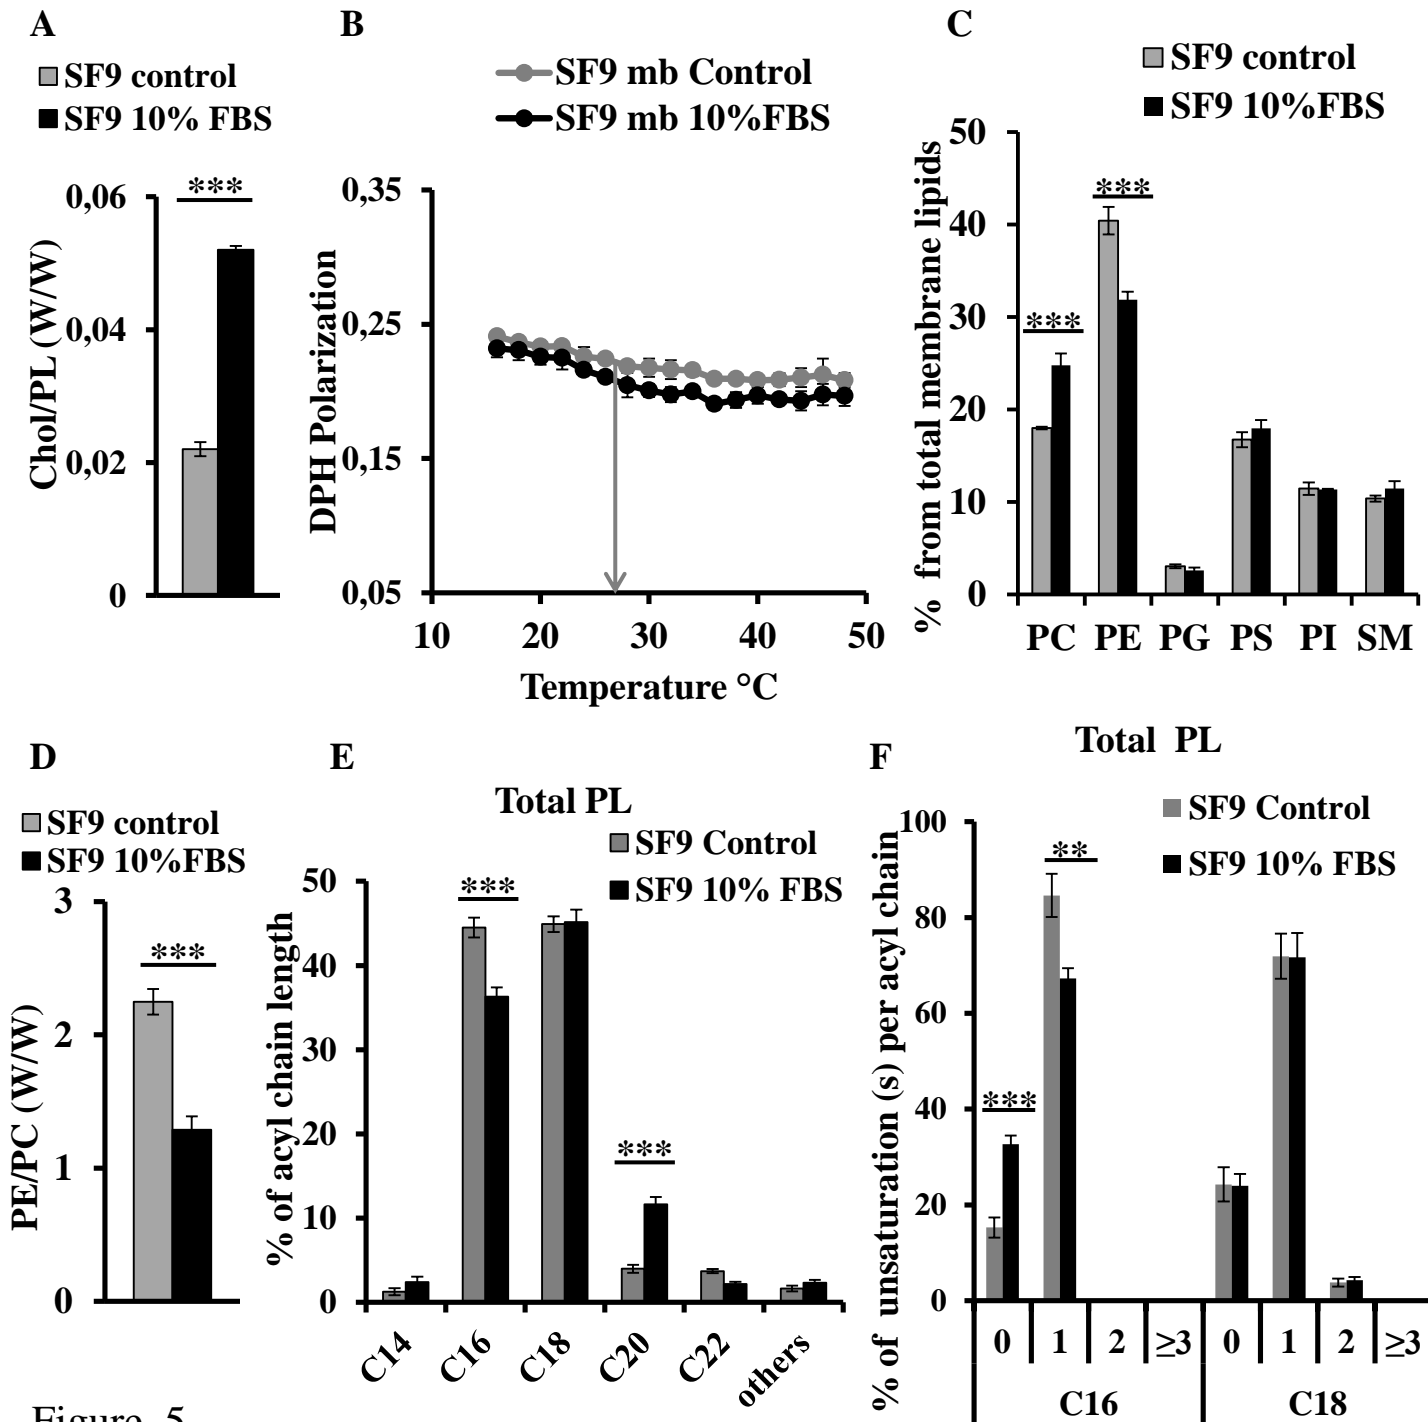 A
SF9 control
SF9 10% FBS
***
0,06
0,04
0,02
0
Chol/PL (W/W)
B
SF9 mb Control
SF9 mb 10%FBS
0,35
0,25
0,15
0,05
DPH Polarization
10 20 30 40 50
Temperature °C
C
SF9 control
SF9 10%FBS
50
40
30
20
10
0
% from total membrane lipids
***
***
PC PE PG PS PI SM
D
SF9 control
SF9 10%FBS
3
2
1
0
PE/PC (W/W)
***
E
Total PL
SF9 Control
SF9 10% FBS
50
40
30
20
10
0
% of acyl chain length
***
***
C14 C16 C18 C20 C22 others
F
Total PL
SF9 Control
SF9 10% FBS
100
80
60
40
20
0
% of unsaturation (s) per acyl chain
***
**
0 1 2 ≥3 0 1 2 ≥3
C16 C18
Figure 5